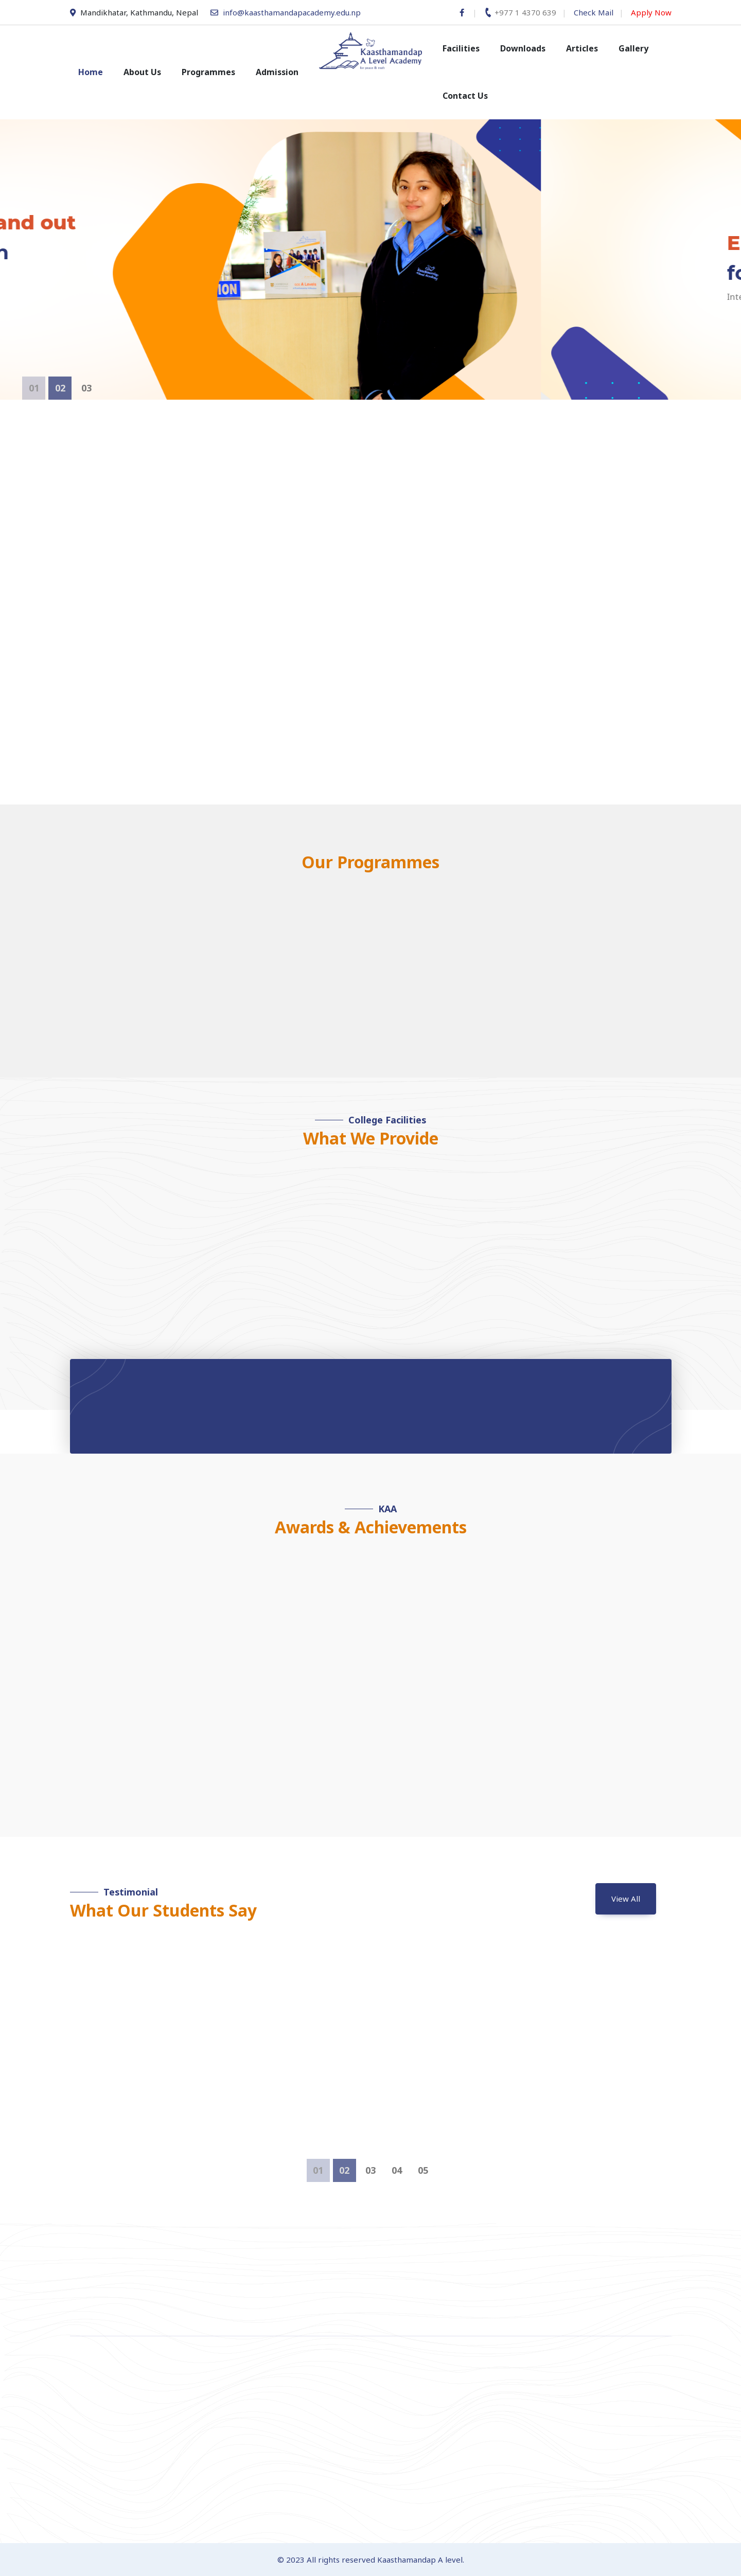 Mandikhatar, Kathmandu, Nepal info@kaasthamandapacademy.edu.np +977 1 4370 639 Check Mail Apply Now
Home About Us Programmes Admission
Kaasthamandap
A Level Academy
Facilities Downloads Articles Gallery
Contact Us
and out
01 02 03
Our Programmes
College Facilities
What We Provide
KAA
Awards & Achievements
Testimonial
What Our Students Say
View All
01 02 03 04 05
© 2023 All rights reserved Kaasthamandap A level.